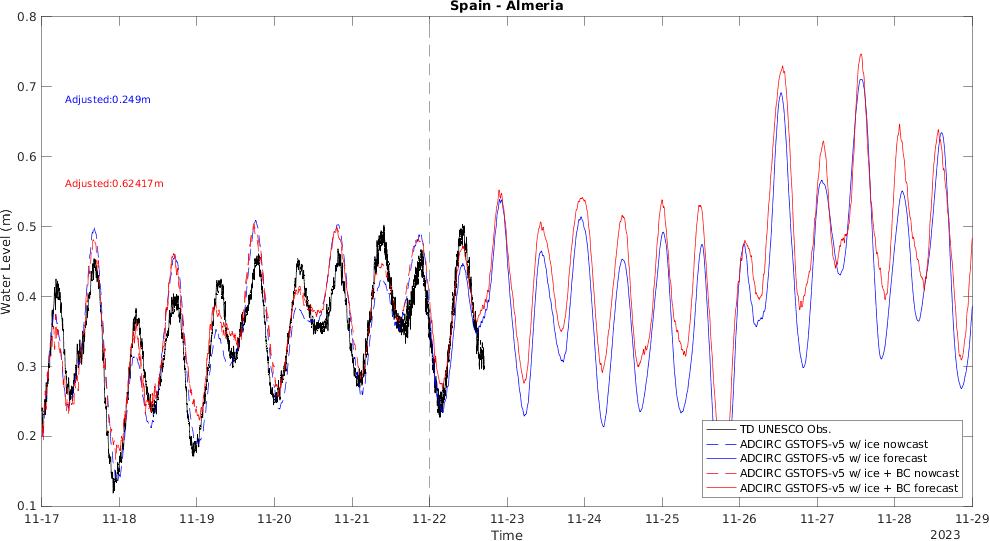 Spain - Almeria
0.8
0.7
0.6
0.5
0.4
0.3
0.2
0.1
Water Level (m)
Adjusted:0.249m
Adjusted:0.62417m
TD UNESCO Obs.
ADCIRC GSTOFS-v5 w/ ice nowcast
ADCIRC GSTOFS-v5 w/ ice forecast
ADCIRC GSTOFS-v5 w/ ice + BC nowcast
ADCIRC GSTOFS-v5 w/ ice + BC forecast
11-17 11-18 11-19 11-20 11-21 11-22 11-23 11-24 11-25 11-26 11-27 11-28 11-29
Time
2023